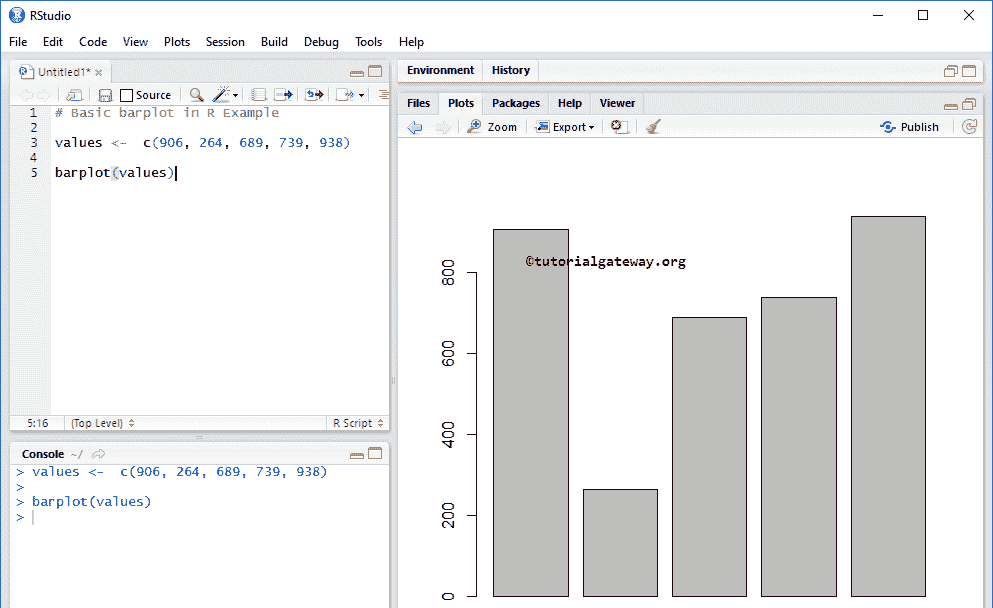 RStudio
File Edit Code View Plots Session Build Debug Tools Help
Untitled1*
Source
1 # Basic barplot in R Example
2
3 values <-  c(906, 264, 689, 739, 938)
4
5 barplot(values)
5:16 (Top Level) R Script
Console ~/
> values <-  c(906, 264, 689, 739, 938)
>
> barplot(values)
>
Environment History
Files Plots Packages Help Viewer
Zoom Export Publish
©tutorialgateway.org
800
600
400
200
0